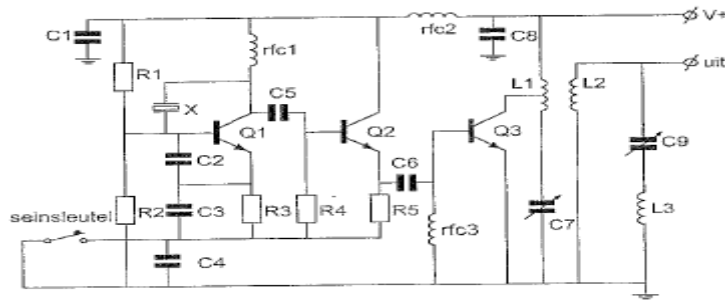 V+
C1
rfc2
C8
rfc1
uit
R1
L1
L2
X
C5
Q1
Q2
Q3
C9
C2
C6
seinsleutel
R2
C3
R3
R4
R5
rfc3
C7
L3
C4